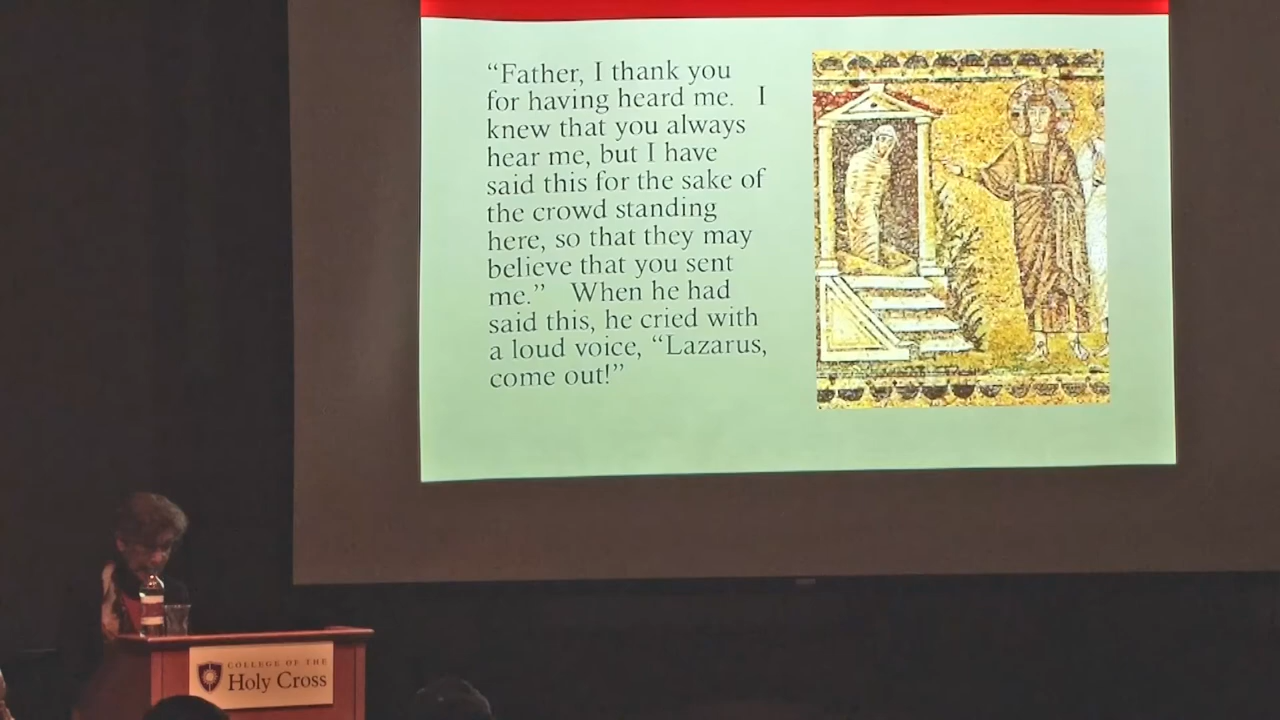 “Father, I thank you
for having heard me.   I
knew that you always
hear me, but I have
said this for the sake of
the crowd standing
here, so that they may
believe that you sent
me.”   When he had
said this, he cried with
a loud voice, “Lazarus,
come out!”
COLLEGE OF THE
Holy Cross